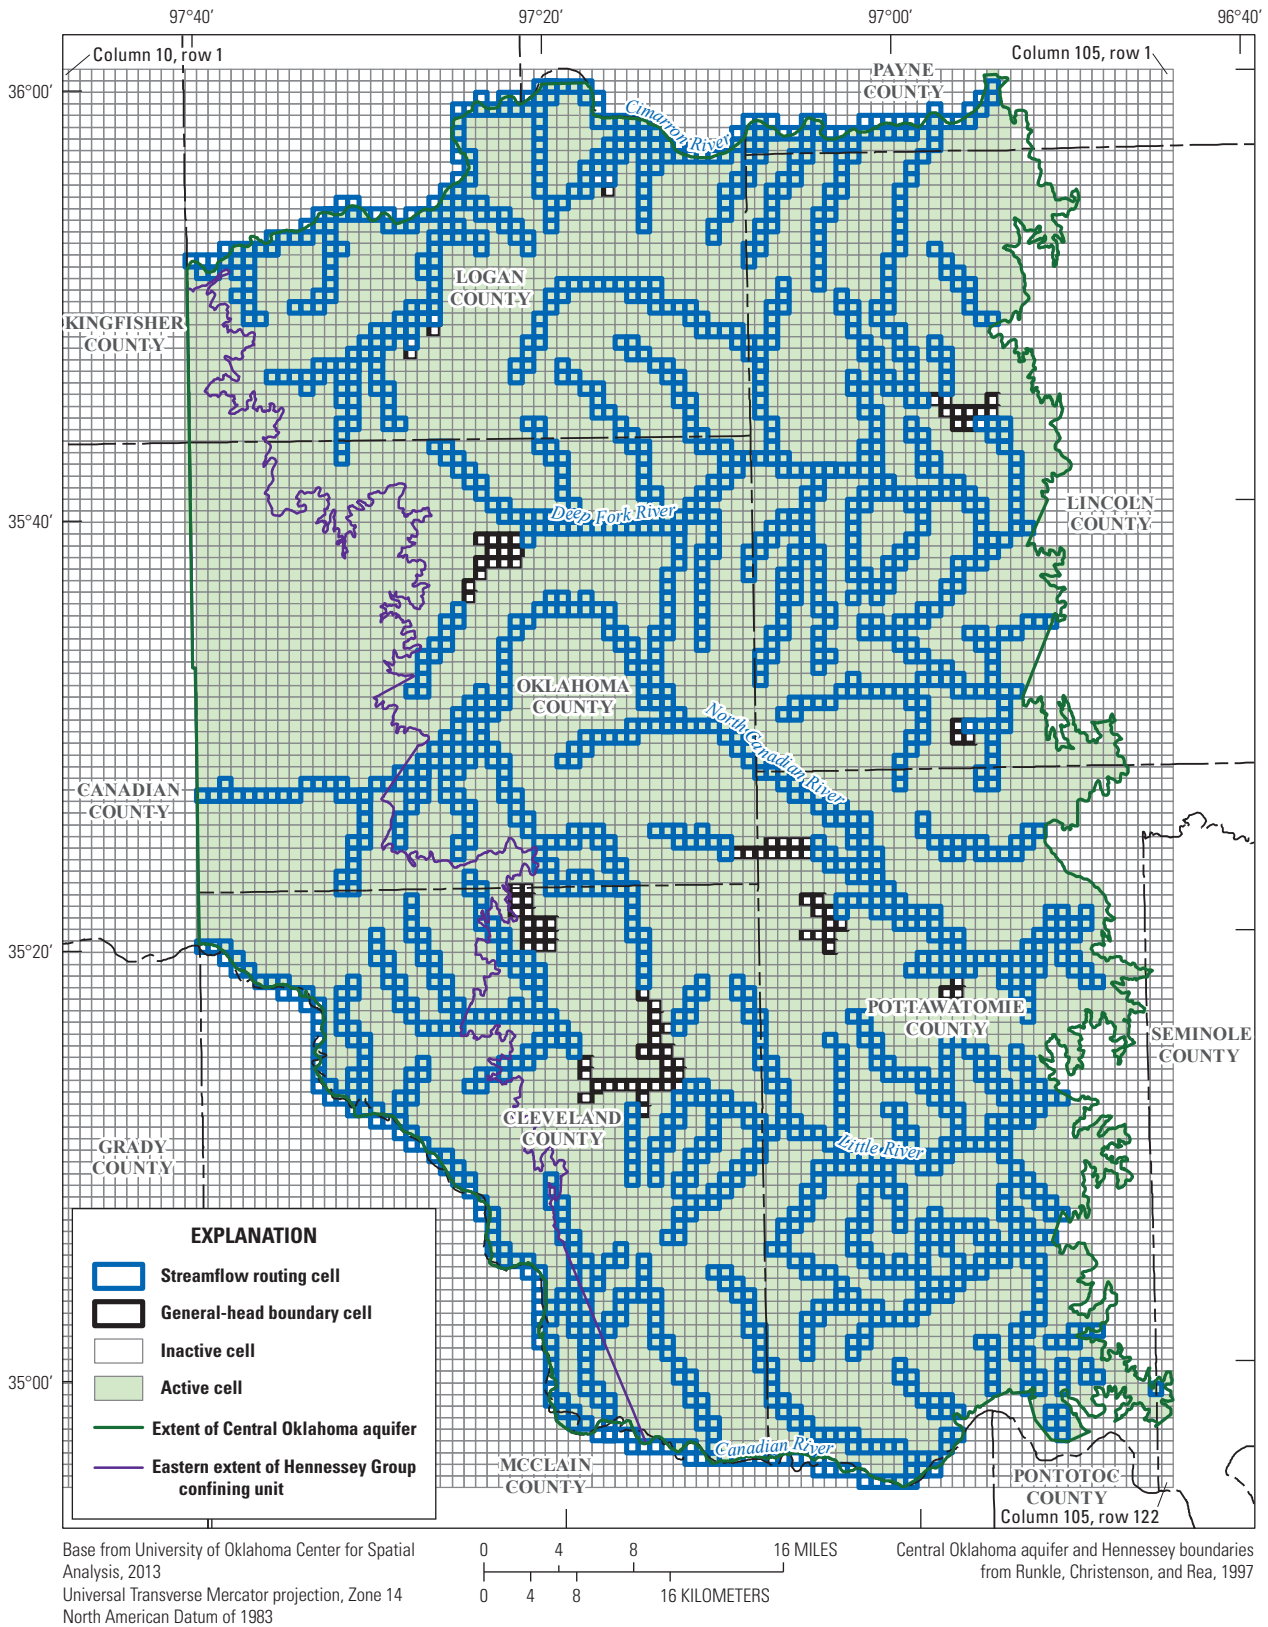 97°40′
97°20′
97°00′
96°40′
Column 10, row 1
Column 105, row 1
36°00′
PAYNE
COUNTY
Cimarron River
LOGAN
COUNTY
KINGFISHER
COUNTY
LINCOLN
COUNTY
35°40′
Deep Fork River
OKLAHOMA
COUNTY
North Canadian River
CANADIAN
COUNTY
35°20′
POTTAWATOMIE
COUNTY
SEMINOLE
COUNTY
CLEVELAND
COUNTY
Little River
GRADY
COUNTY
EXPLANATION
Streamflow routing cell
General-head boundary cell
Inactive cell
Active cell
Extent of Central Oklahoma aquifer
Eastern extent of Hennessey Group
confining unit
35°00′
Canadian River
MCCLAIN
COUNTY
PONTOTOC
COUNTY
Column 105, row 122
Base from University of Oklahoma Center for Spatial
Analysis, 2013
Universal Transverse Mercator projection, Zone 14
North American Datum of 1983
0 4 8 16 MILES
0 4 8 16 KILOMETERS
Central Oklahoma aquifer and Hennessey boundaries
from Runkle, Christenson, and Rea, 1997